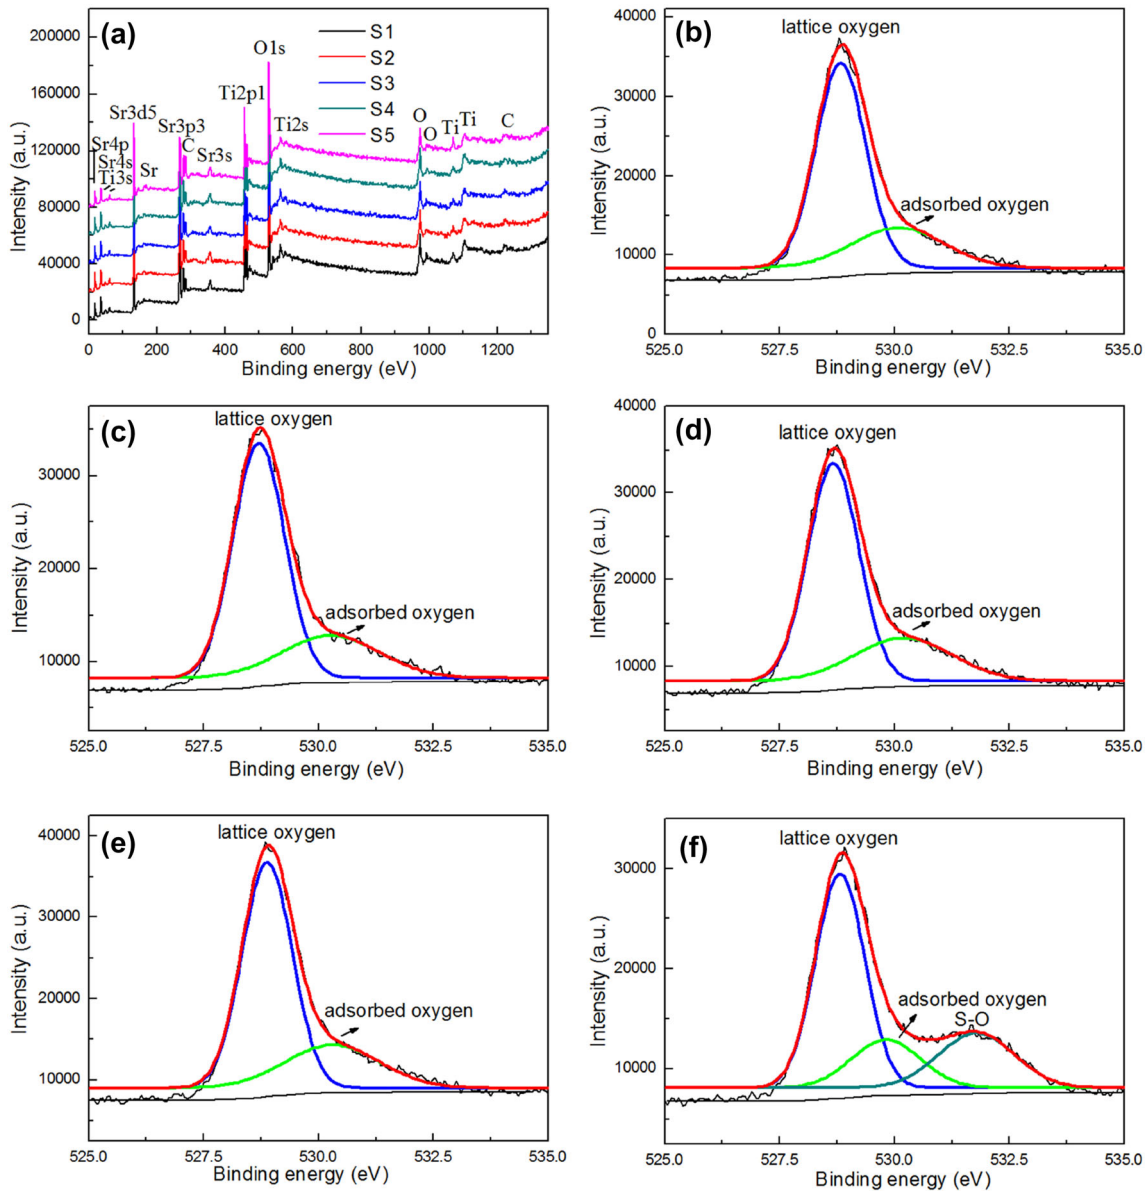 (a)
S1
S2
S3
S4
S5
O1s
Ti2p1
Sr3d5
Sr3p3
C
Sr4p
Sr4s
Ti3s
Sr
Sr3s
Ti2s
O
O
Ti
Ti
C
200000
160000
120000
80000
40000
0
0 200 400 600 800 1000 1200
Intensity (a.u.)
Binding energy (eV)
(b)
lattice oxygen
adsorbed oxygen
40000
30000
20000
10000
0
525.0 527.5 530.0 532.5 535.0
Intensity (a.u.)
Binding energy (eV)
(c)
lattice oxygen
adsorbed oxygen
30000
20000
10000
525.0 527.5 530.0 532.5 535.0
Intensity (a.u.)
Binding energy (eV)
(d)
lattice oxygen
adsorbed oxygen
40000
30000
20000
10000
525.0 527.5 530.0 532.5 535.0
Intensity (a.u.)
Binding energy (eV)
(e)
lattice oxygen
adsorbed oxygen
40000
30000
20000
10000
525.0 527.5 530.0 532.5 535.0
Intensity (a.u.)
Binding energy (eV)
(f)
lattice oxygen
adsorbed oxygen
S-O
30000
20000
10000
525.0 527.5 530.0 532.5 535.0
Intensity (a.u.)
Binding energy (eV)